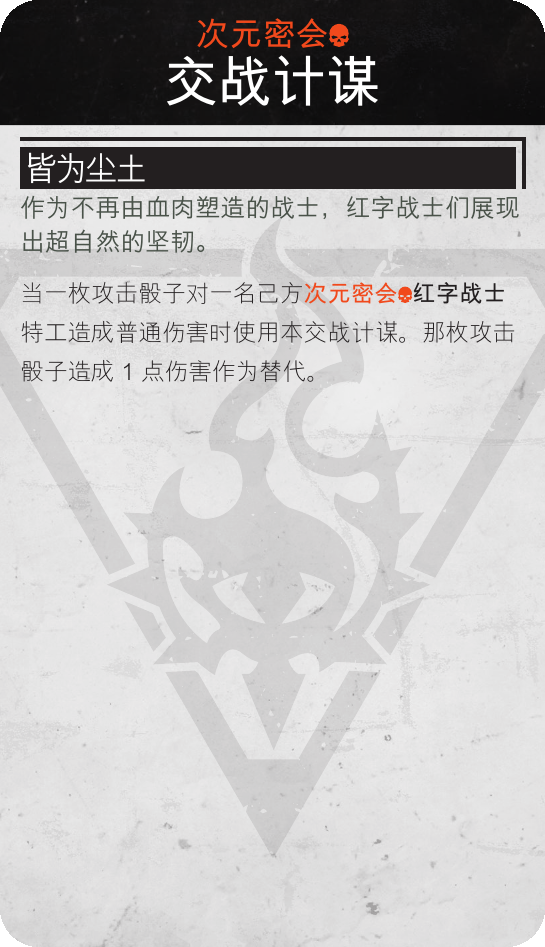 次元密会
交战计谋
皆为尘土
作为不再由血肉塑造的战士，红字战士们展现
出超自然的坚韧。
当一枚攻击骰子对一名己方次元密会红字战士
特工造成普通伤害时使用本交战计谋。那枚攻击
骰子造成 1 点伤害作为替代。